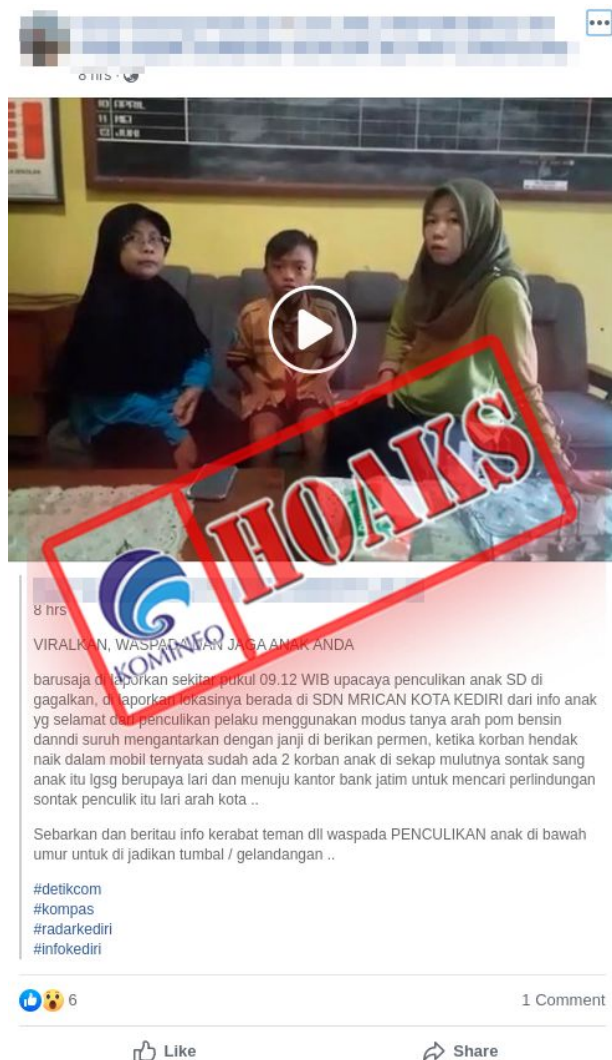 10 APRIL
11 MEI
12 JUNI
8 hrs
HOAKS
KOMINFO
8 hrs
VIRALKAN, WASPADA DAN JAGA ANAK ANDA
barusaja di laporkan sekitar pukul 09.12 WIB upacaya penculikan anak SD di
gagalkan, di laporkan lokasinya berada di SDN MRICAN KOTA KEDIRI dari info anak
yg selamat dari penculikan pelaku menggunakan modus tanya arah pom bensin
danndi suruh mengantarkan dengan janji di berikan permen, ketika korban hendak
naik dalam mobil ternyata sudah ada 2 korban anak di sekap mulutnya sontak sang
anak itu lgsg berupaya lari dan menuju kantor bank jatim untuk mencari perlindungan
sontak penculik itu lari arah kota ..
Sebarkan dan beritau info kerabat teman dll waspada PENCULIKAN anak di bawah
umur untuk di jadikan tumbal / gelandangan ..
#detikcom
#kompas
#radarkediri
#infokediri
6
1 Comment
Like
Share